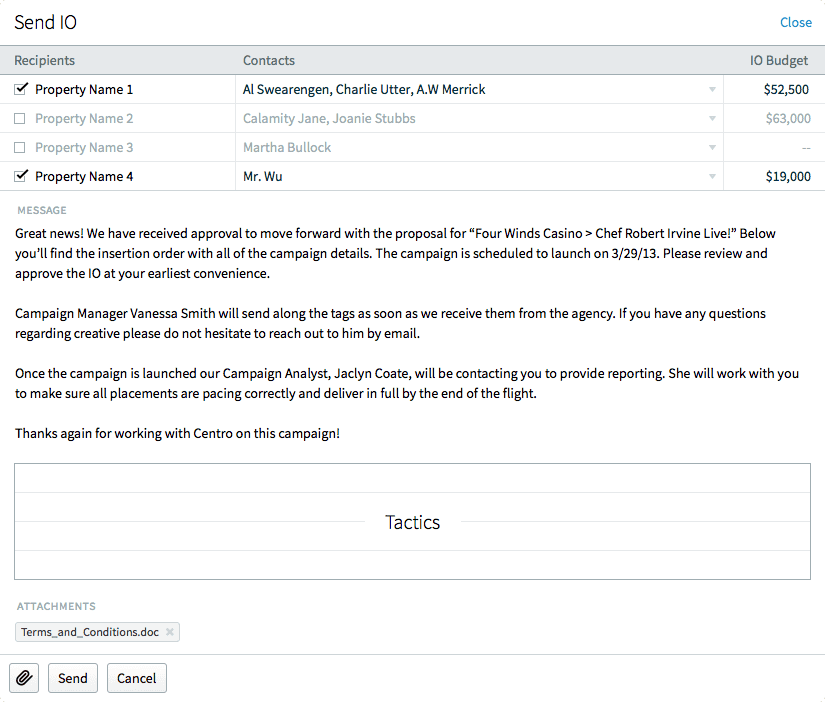 Send IO Close
Recipients Contacts IO Budget
Property Name 1 Al Swearengen, Charlie Utter, A.W Merrick $52,500
Property Name 2 Calamity Jane, Joanie Stubbs $63,000
Property Name 3 Martha Bullock --
Property Name 4 Mr. Wu $19,000
MESSAGE
Great news! We have received approval to move forward with the proposal for “Four Winds Casino > Chef Robert Irvine Live!” Below
you’ll find the insertion order with all of the campaign details. The campaign is scheduled to launch on 3/29/13. Please review and
approve the IO at your earliest convenience.
Campaign Manager Vanessa Smith will send along the tags as soon as we receive them from the agency. If you have any questions
regarding creative please do not hesitate to reach out to him by email.
Once the campaign is launched our Campaign Analyst, Jaclyn Coate, will be contacting you to provide reporting. She will work with you
to make sure all placements are pacing correctly and deliver in full by the end of the flight.
Thanks again for working with Centro on this campaign!
Tactics
ATTACHMENTS
Terms_and_Conditions.doc
Send Cancel